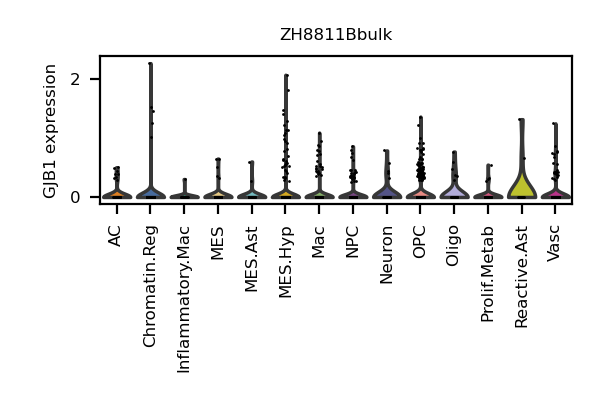 ZH8811Bbulk
GJB1 expression
2
0
AC
Chromatin.Reg
Inflammatory.Mac
MES
MES.Ast
MES.Hyp
Mac
NPC
Neuron
OPC
Oligo
Prolif.Metab
Reactive.Ast
Vasc